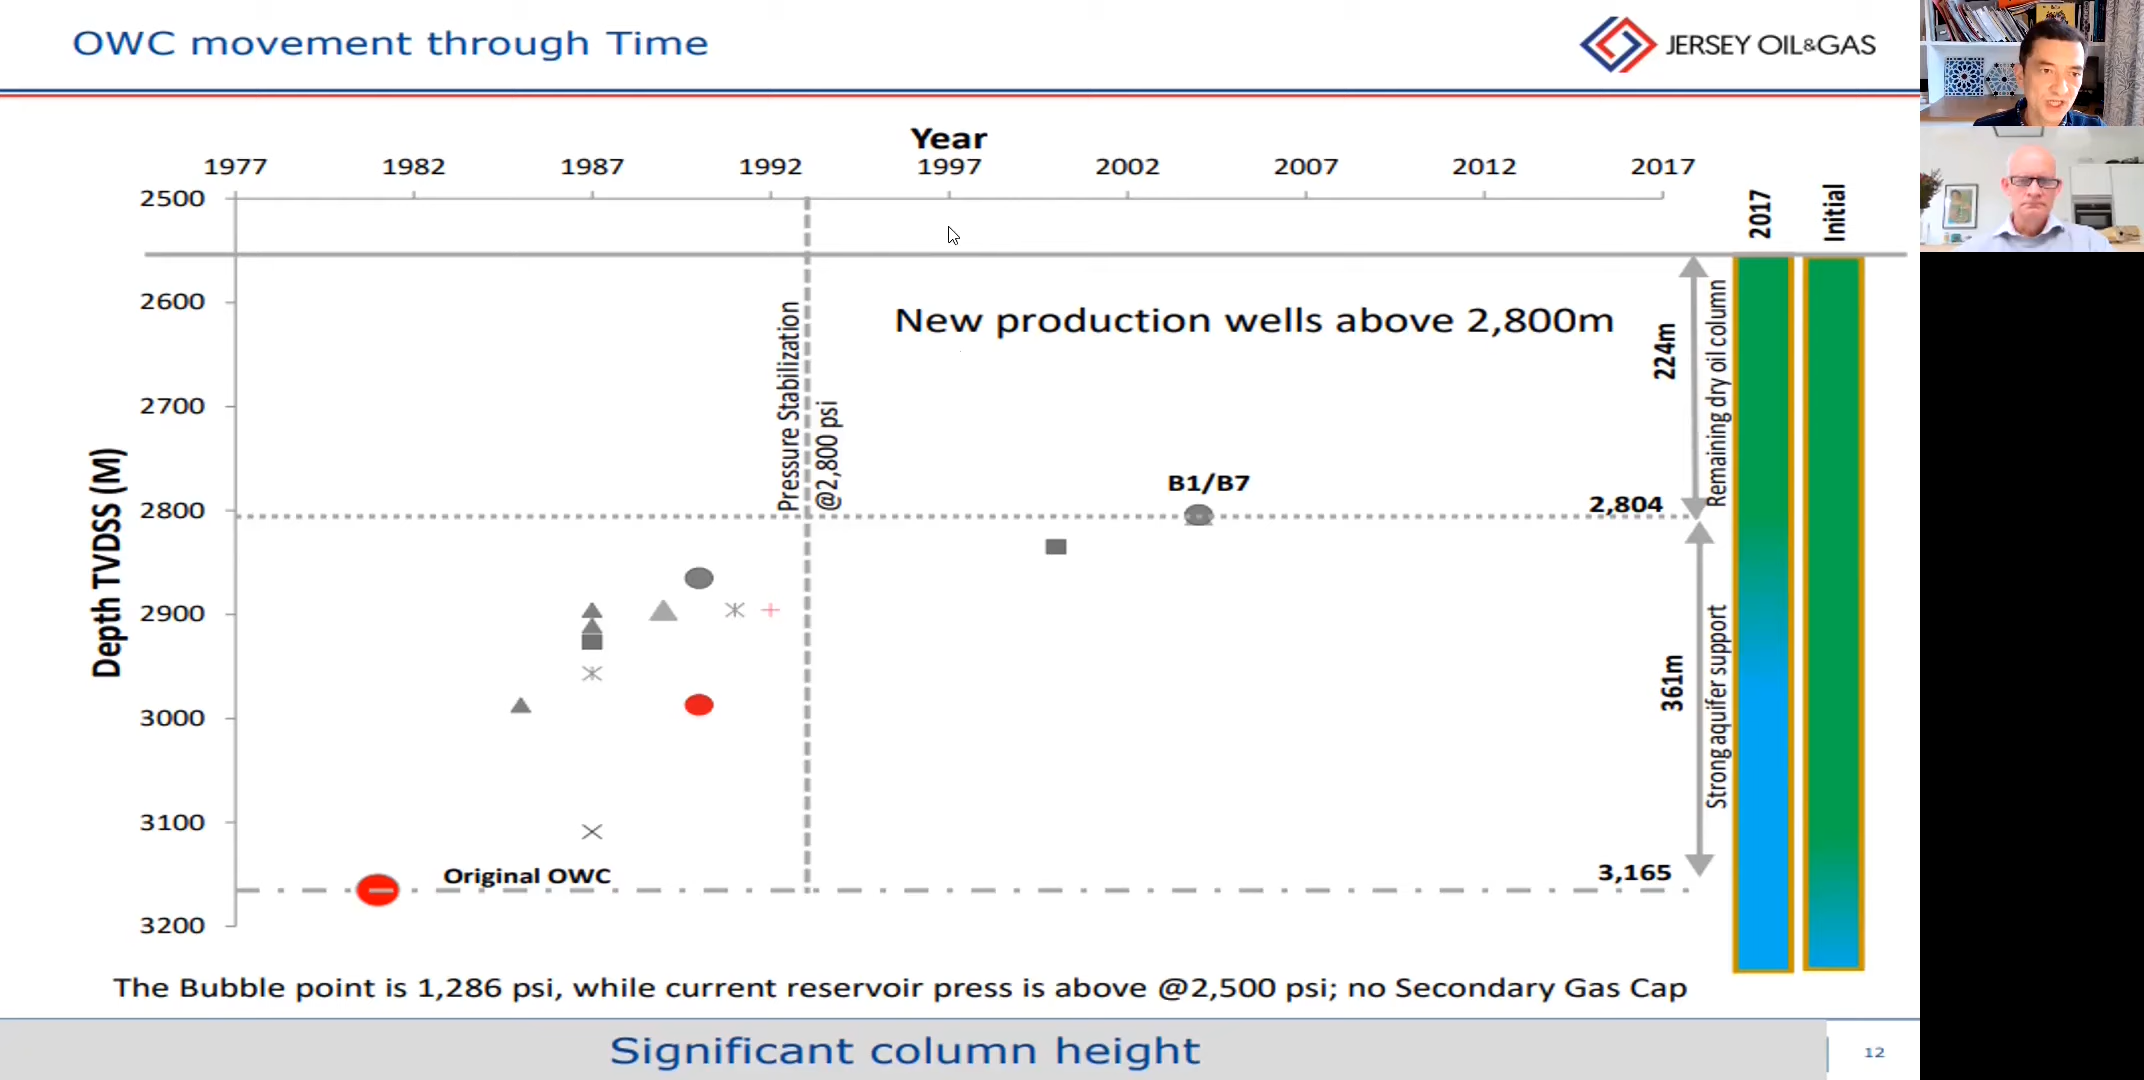 OWC movement through Time
JERSEY OIL&GAS
Year
1977 1982 1987 1992 1997 2002 2007 2012 2017
2500
2600
2700
2800
2900
3000
3100
3200
Depth TVDSS (M)
Pressure Stabilization
@2,800 psi
New production wells above 2,800m
B1/B7
2,804
Original OWC
3,165
224m
Remaining dry oil column
361m
Strong aquifer support
2017
Initial
The Bubble point is 1,286 psi, while current reservoir press is above @2,500 psi; no Secondary Gas Cap
Significant column height
12